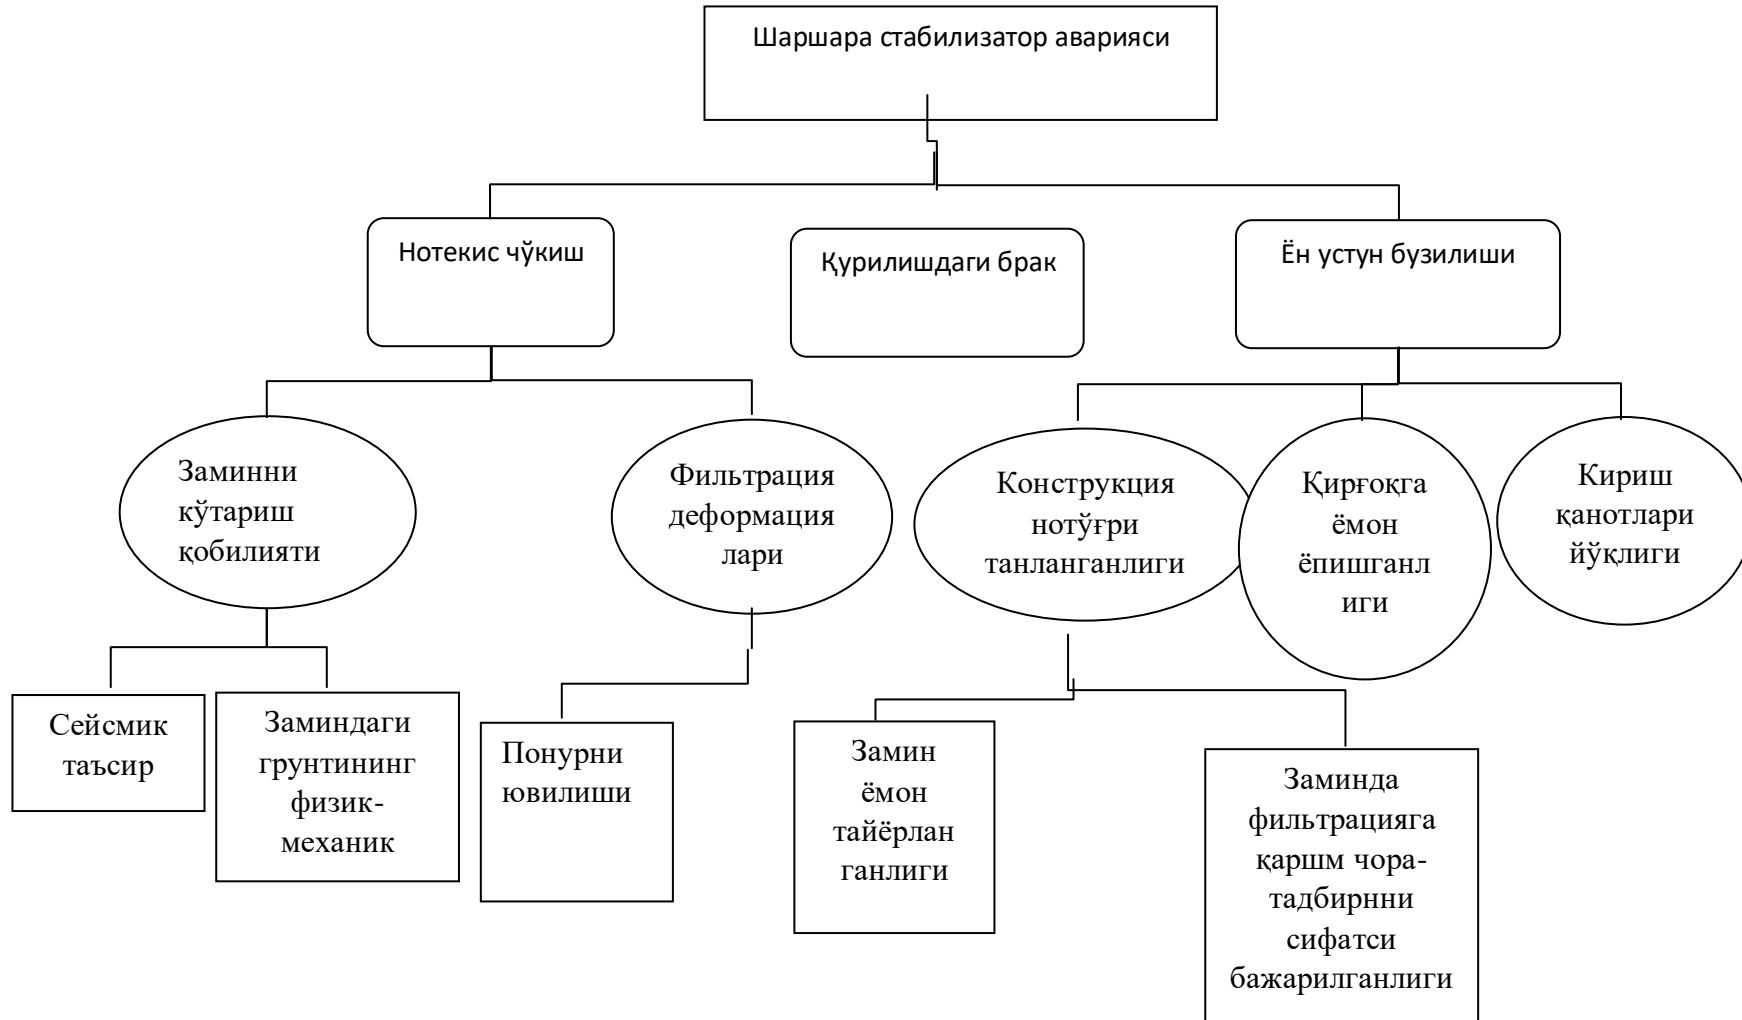 Шаршара стабилизатор аварияси
Нотекис чўкиш
Қурилишдаги брак
Ён устун бузилиши
Заминни
кўтариш
қобилияти
Фильтрация
деформация
лари
Конструкция
нотўғри
танланганлиги
Қирғоқга
ёмон
ёпишганл
иги
Кириш
қанотлари
йўқлиги
Сейсмик
таъсир
Заминдаги
грунтининг
физик-
механик
Понурни
ювилиши
Замин
ёмон
тайёрлан
ганлиги
Заминда
фильтрацияга
қаршм чора-
тадбирнни
сифатси
бажарилганлиги